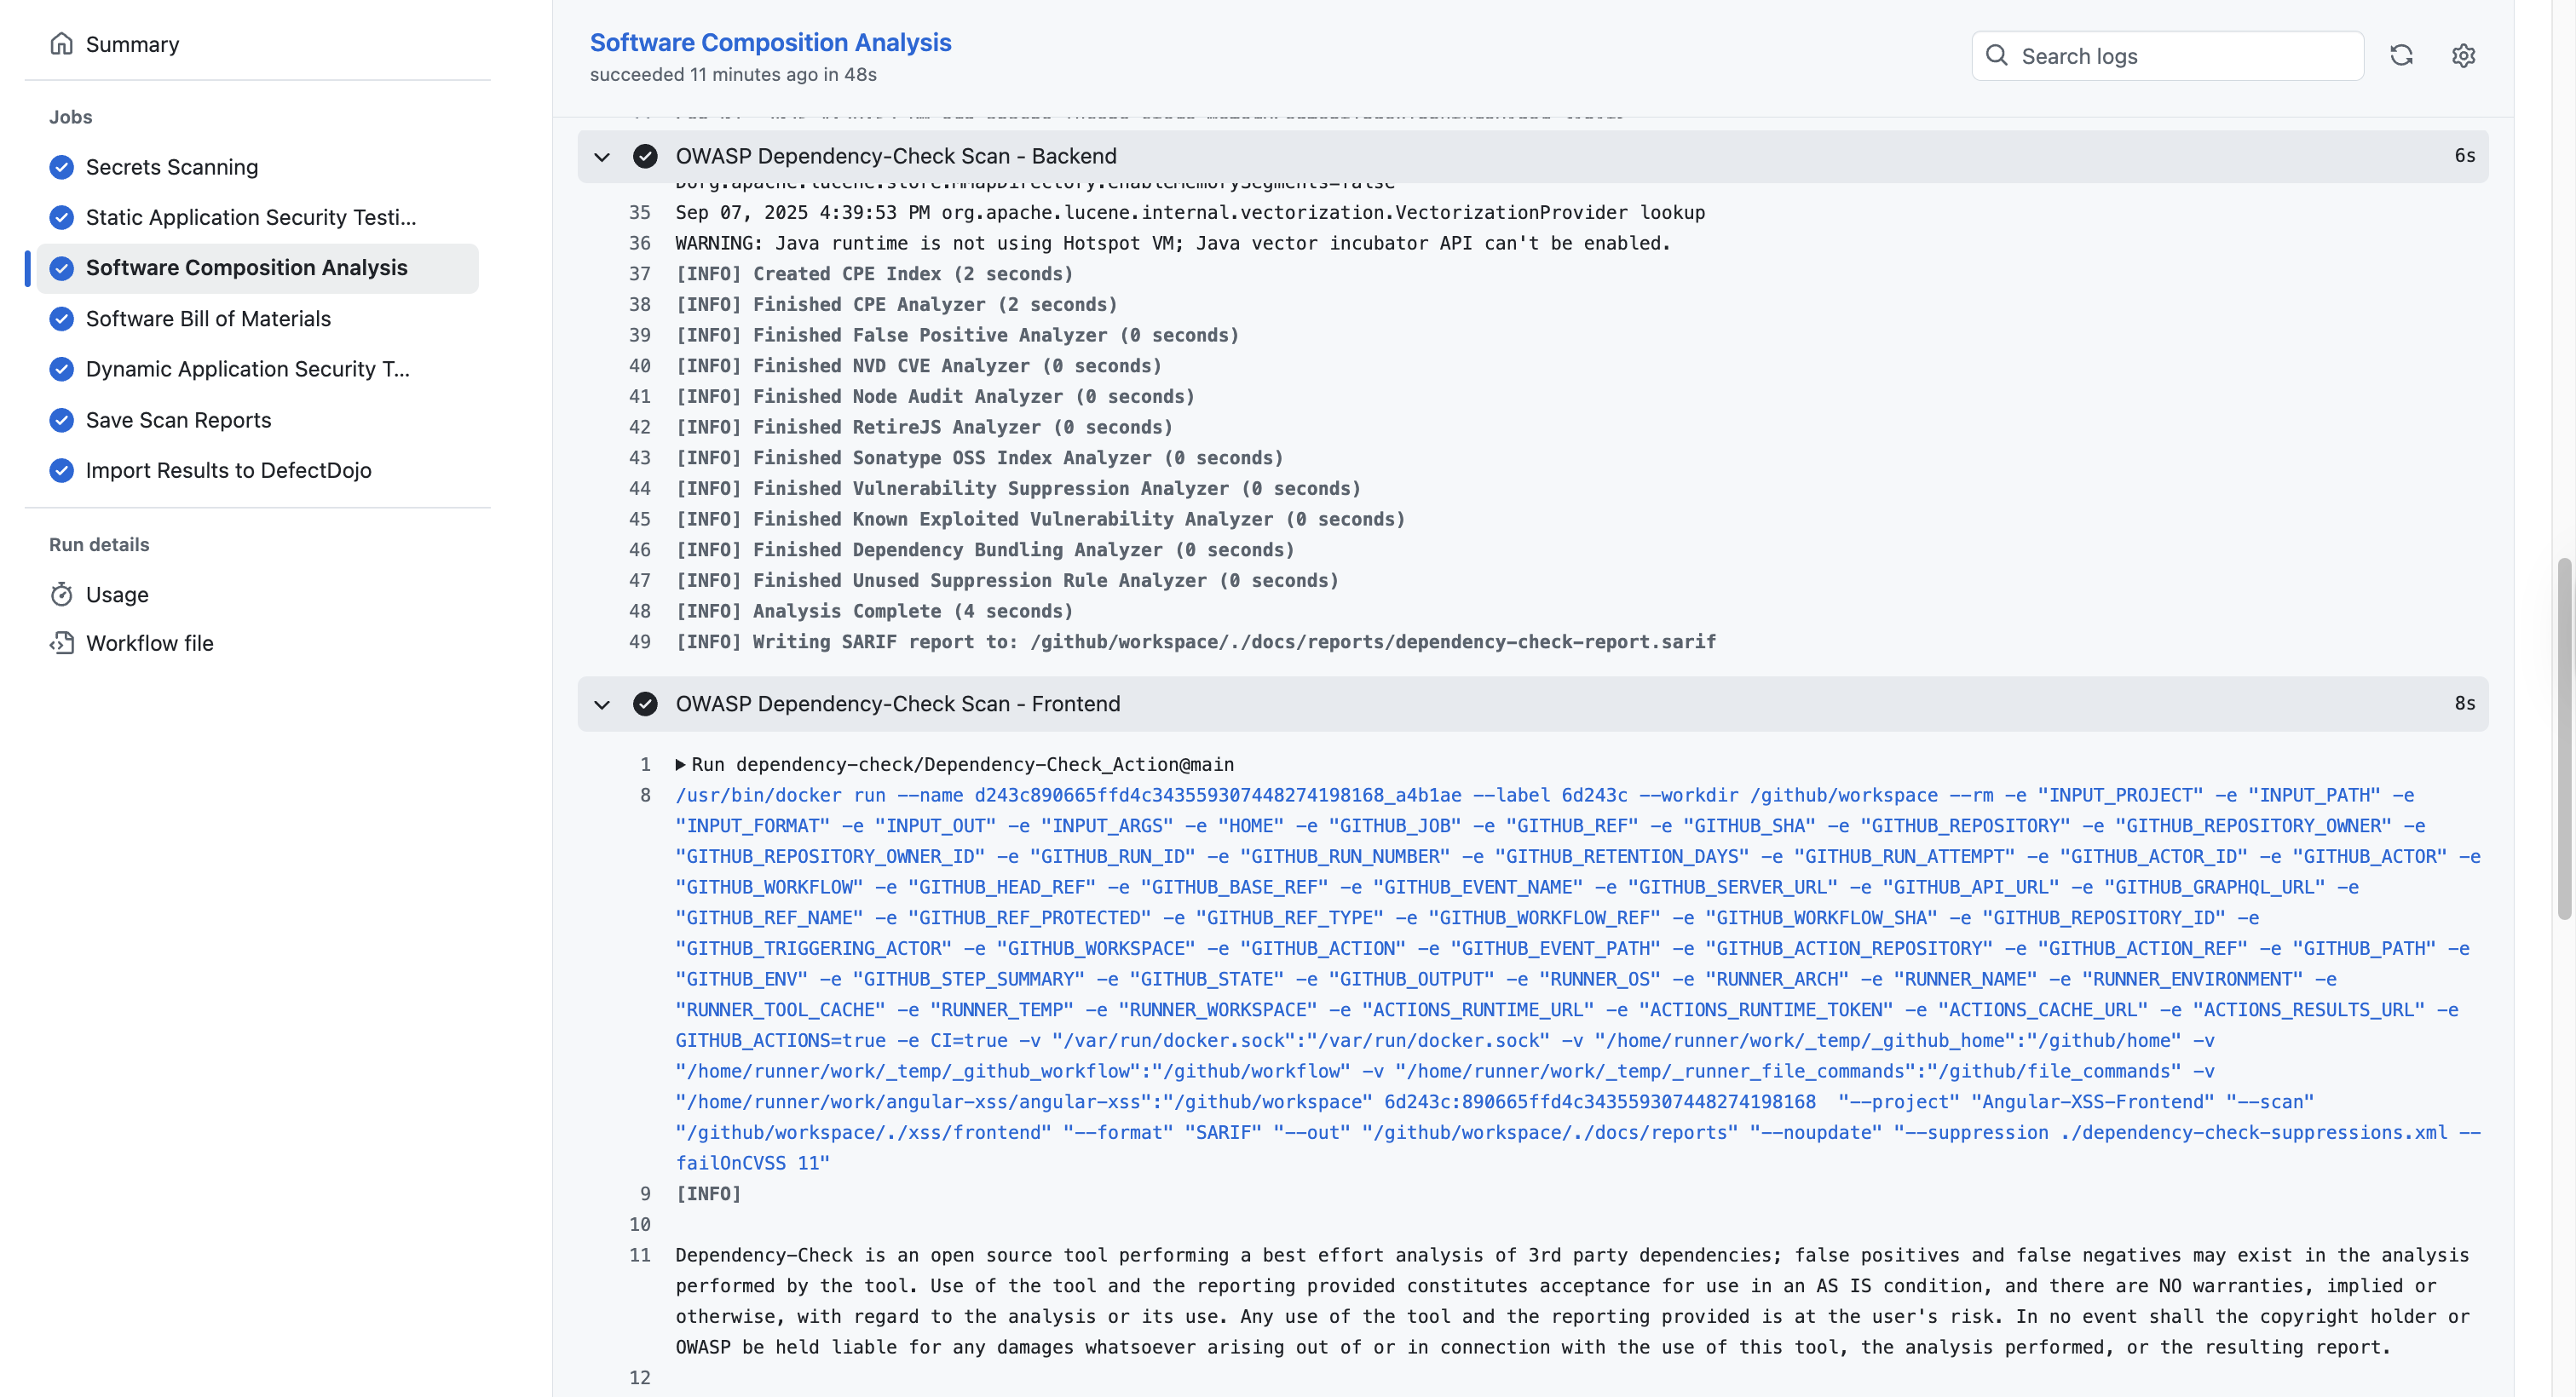 Summary
Jobs
Secrets Scanning
Static Application Security Testi...
Software Composition Analysis
Software Bill of Materials
Dynamic Application Security T...
Save Scan Reports
Import Results to DefectDojo
Run details
Usage
Workflow file
Software Composition Analysis
succeeded 11 minutes ago in 48s
Search logs
OWASP Dependency-Check Scan - Backend 6s
Dorg.apache.lucene.store.MMapDirectory.enableMemorySegments=false
35 Sep 07, 2025 4:39:53 PM org.apache.lucene.internal.vectorization.VectorizationProvider lookup
36 WARNING: Java runtime is not using Hotspot VM; Java vector incubator API can't be enabled.
37 [INFO] Created CPE Index (2 seconds)
38 [INFO] Finished CPE Analyzer (2 seconds)
39 [INFO] Finished False Positive Analyzer (0 seconds)
40 [INFO] Finished NVD CVE Analyzer (0 seconds)
41 [INFO] Finished Node Audit Analyzer (0 seconds)
42 [INFO] Finished RetireJS Analyzer (0 seconds)
43 [INFO] Finished Sonatype OSS Index Analyzer (0 seconds)
44 [INFO] Finished Vulnerability Suppression Analyzer (0 seconds)
45 [INFO] Finished Known Exploited Vulnerability Analyzer (0 seconds)
46 [INFO] Finished Dependency Bundling Analyzer (0 seconds)
47 [INFO] Finished Unused Suppression Rule Analyzer (0 seconds)
48 [INFO] Analysis Complete (4 seconds)
49 [INFO] Writing SARIF report to: /github/workspace/./docs/reports/dependency-check-report.sarif
OWASP Dependency-Check Scan - Frontend 8s
1 Run dependency-check/Dependency-Check_Action@main
8 /usr/bin/docker run --name d243c890665ffd4c343559307448274198168_a4b1ae --label 6d243c --workdir /github/workspace --rm -e "INPUT_PROJECT" -e "INPUT_PATH" -e
"INPUT_FORMAT" -e "INPUT_OUT" -e "INPUT_ARGS" -e "HOME" -e "GITHUB_JOB" -e "GITHUB_REF" -e "GITHUB_SHA" -e "GITHUB_REPOSITORY" -e "GITHUB_REPOSITORY_OWNER" -e
"GITHUB_REPOSITORY_OWNER_ID" -e "GITHUB_RUN_ID" -e "GITHUB_RUN_NUMBER" -e "GITHUB_RETENTION_DAYS" -e "GITHUB_RUN_ATTEMPT" -e "GITHUB_ACTOR_ID" -e "GITHUB_ACTOR" -e
"GITHUB_WORKFLOW" -e "GITHUB_HEAD_REF" -e "GITHUB_BASE_REF" -e "GITHUB_EVENT_NAME" -e "GITHUB_SERVER_URL" -e "GITHUB_API_URL" -e "GITHUB_GRAPHQL_URL" -e
"GITHUB_REF_NAME" -e "GITHUB_REF_PROTECTED" -e "GITHUB_REF_TYPE" -e "GITHUB_WORKFLOW_REF" -e "GITHUB_WORKFLOW_SHA" -e "GITHUB_REPOSITORY_ID" -e
"GITHUB_TRIGGERING_ACTOR" -e "GITHUB_WORKSPACE" -e "GITHUB_ACTION" -e "GITHUB_EVENT_PATH" -e "GITHUB_ACTION_REPOSITORY" -e "GITHUB_ACTION_REF" -e "GITHUB_PATH" -e
"GITHUB_ENV" -e "GITHUB_STEP_SUMMARY" -e "GITHUB_STATE" -e "GITHUB_OUTPUT" -e "RUNNER_OS" -e "RUNNER_ARCH" -e "RUNNER_NAME" -e "RUNNER_ENVIRONMENT" -e
"RUNNER_TOOL_CACHE" -e "RUNNER_TEMP" -e "RUNNER_WORKSPACE" -e "ACTIONS_RUNTIME_URL" -e "ACTIONS_RUNTIME_TOKEN" -e "ACTIONS_CACHE_URL" -e "ACTIONS_RESULTS_URL" -e
GITHUB_ACTIONS=true -e CI=true -v "/var/run/docker.sock":"/var/run/docker.sock" -v "/home/runner/work/_temp/_github_home":"/github/home" -v
"/home/runner/work/_temp/_github_workflow":"/github/workflow" -v "/home/runner/work/_temp/_runner_file_commands":"/github/file_commands" -v
"/home/runner/work/angular-xss/angular-xss":"/github/workspace" 6d243c:890665ffd4c343559307448274198168  "--project" "Angular-XSS-Frontend" "--scan"
"/github/workspace/./xss/frontend" "--format" "SARIF" "--out" "/github/workspace/./docs/reports" "--noupdate" "--suppression ./dependency-check-suppressions.xml --
failOnCVSS 11"
9 [INFO]
10
11 Dependency-Check is an open source tool performing a best effort analysis of 3rd party dependencies; false positives and false negatives may exist in the analysis
performed by the tool. Use of the tool and the reporting provided constitutes acceptance for use in an AS IS condition, and there are NO warranties, implied or
otherwise, with regard to the analysis or its use. Any use of the tool and the reporting provided is at the user's risk. In no event shall the copyright holder or
OWASP be held liable for any damages whatsoever arising out of or in connection with the use of this tool, the analysis performed, or the resulting report.
12